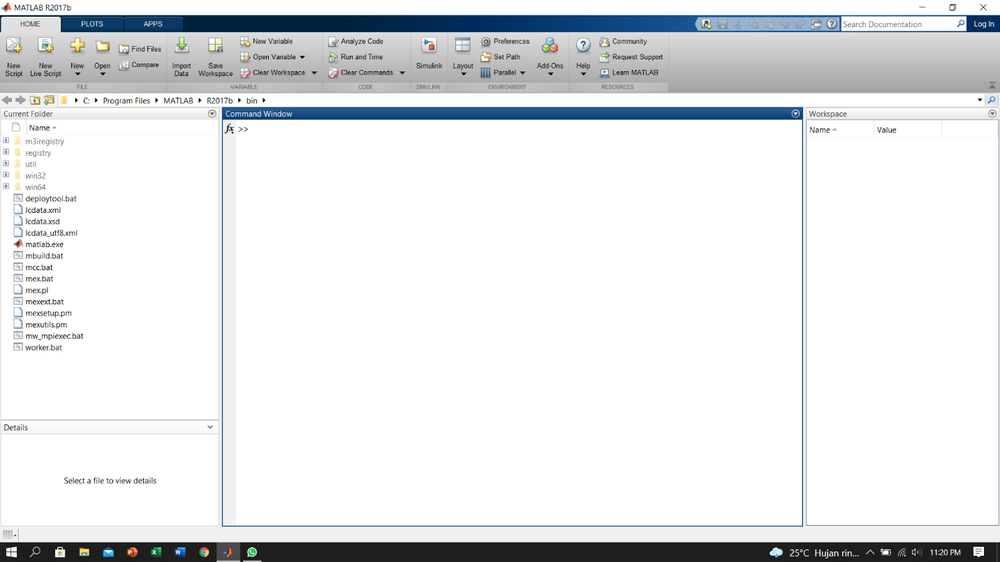 MATLAB R2017b
HOME PLOTS APPS
Search Documentation
Log In
New Script
New Live Script
New
Open
Find Files
Compare
FILE
Import Data
Save Workspace
New Variable
Open Variable
Clear Workspace
VARIABLE
Analyze Code
Run and Time
Clear Commands
CODE
Simulink
SIMULINK
Layout
Preferences
Set Path
Parallel
Add-Ons
ENVIRONMENT
Help
Community
Request Support
Learn MATLAB
RESOURCES
C: Program Files MATLAB R2017b bin
Current Folder
Name
m3iregistry
registry
util
win32
win64
deploytool.bat
lcdata.xml
lcdata.xsd
lcdata_utf8.xml
matlab.exe
mbuild.bat
mcc.bat
mex.bat
mex.pl
mexext.bat
mexsetup.pm
mexutils.pm
mw_mpiexec.bat
worker.bat
Details
Select a file to view details
Command Window
fx >>
Workspace
Name Value
25°C Hujan rin... 11:20 PM